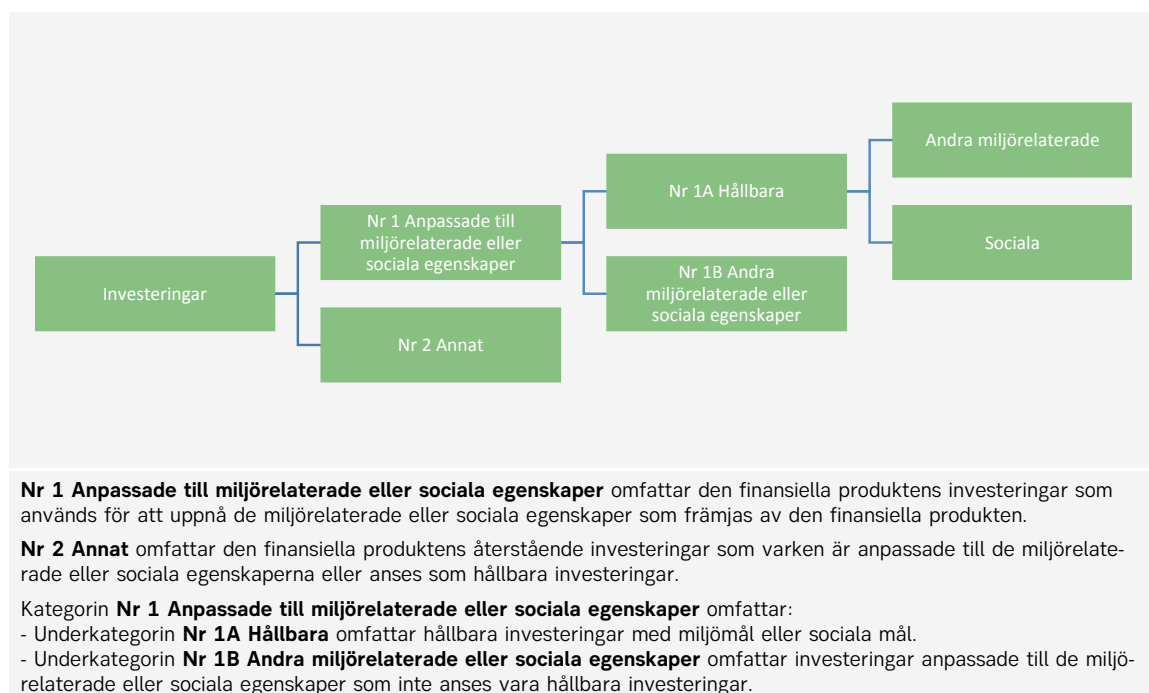 Andra miljörelaterade
Nr 1A Hållbara
Nr 1 Anpassade till
miljörelaterade eller
sociala egenskaper
Sociala
Investeringar
Nr 1B Andra
miljörelaterade eller
sociala egenskaper
Nr 2 Annat
Nr 1 Anpassade till miljörelaterade eller sociala egenskaper omfattar den finansiella produktens investeringar som
används för att uppnå de miljörelaterade eller sociala egenskaper som främjas av den finansiella produkten.
Nr 2 Annat omfattar den finansiella produktens återstående investeringar som varken är anpassade till de miljörelate-
rade eller sociala egenskaperna eller anses som hållbara investeringar.
Kategorin Nr 1 Anpassade till miljörelaterade eller sociala egenskaper omfattar:
- Underkategorin Nr 1A Hållbara omfattar hållbara investeringar med miljömål eller sociala mål.
- Underkategorin Nr 1B Andra miljörelaterade eller sociala egenskaper omfattar investeringar anpassade till de miljö-
relaterade eller sociala egenskaper som inte anses vara hållbara investeringar.